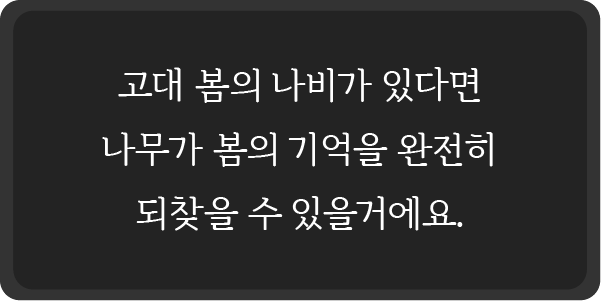 고대 봄의 나비가 있다면
나무가 봄의 기억을 완전히
되찾을 수 있을거에요.